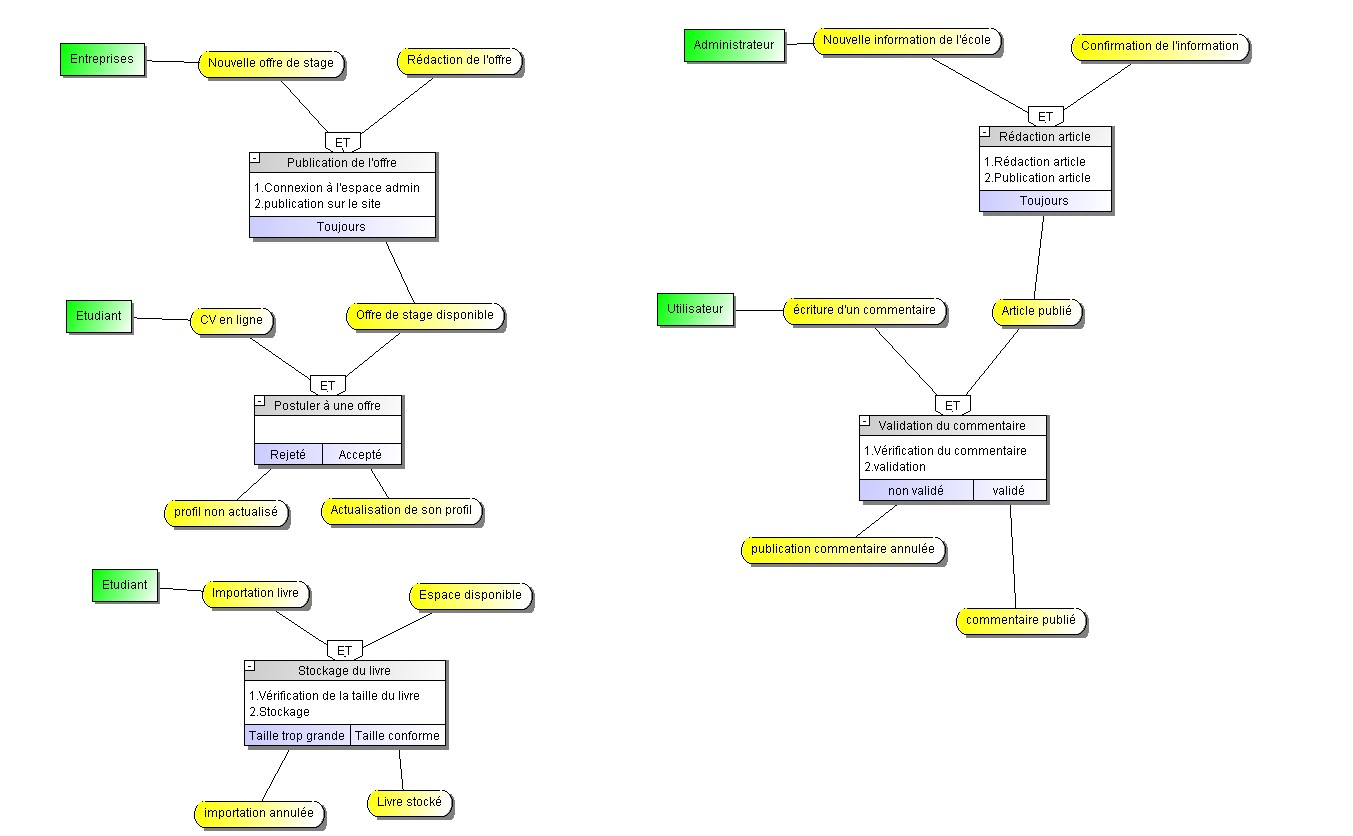 Entreprises
Nouvelle offre de stage
Rédaction de l'offre
ET
Publication de l'offre
1.Connexion à l'espace admin
2.publication sur le site
Toujours
Etudiant
CV en ligne
Offre de stage disponible
ET
Postuler à une offre
Rejeté
Accepté
profil non actualisé
Actualisation de son profil
Etudiant
Importation livre
Espace disponible
ET
Stockage du livre
1.Vérification de la taille du livre
2.Stockage
Taille trop grande
Taille conforme
importation annulée
Livre stocké
Administrateur
Nouvelle information de l'école
Confirmation de l'information
ET
Rédaction article
1.Rédaction article
2.Publication article
Toujours
Utilisateur
écriture d'un commentaire
Article publié
ET
Validation du commentaire
1.Vérification du commentaire
2.validation
non validé
validé
publication commentaire annulée
commentaire publié